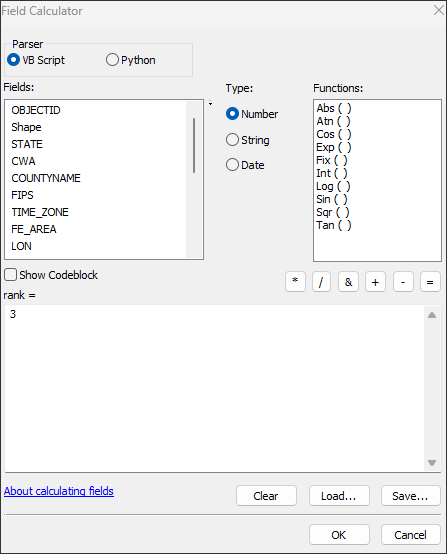 Field Calculator
Parser
VB Script Python
Fields: Type: Functions:
OBJECTID
Shape
STATE
CWA
COUNTYNAME
FIPS
TIME_ZONE
FE_AREA
LON
Number
String
Date
Abs ( )
Atn ( )
Cos ( )
Exp ( )
Fix ( )
Int ( )
Log ( )
Sin ( )
Sqr ( )
Tan ( )
Show Codeblock
* / & + - =
rank =
3
About calculating fields
Clear Load... Save...
OK Cancel